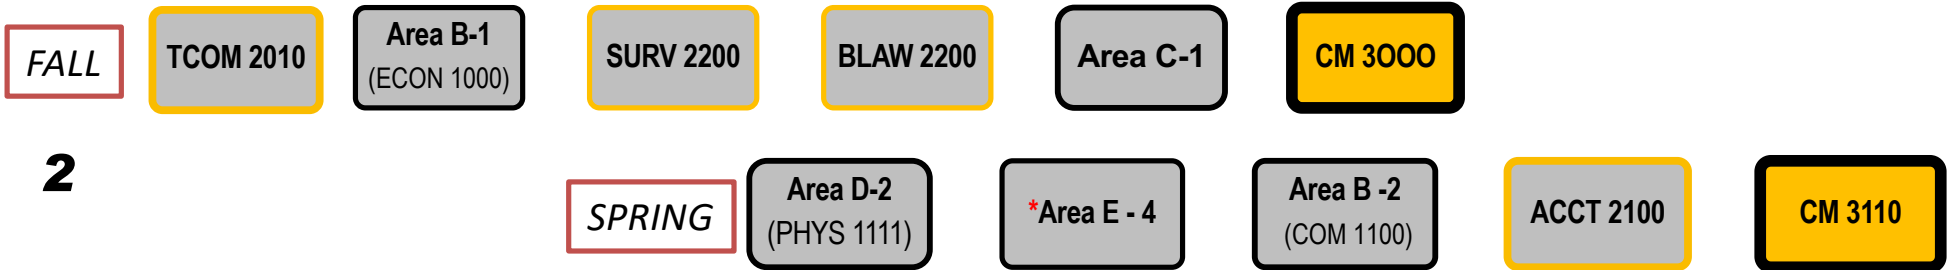 FALL
TCOM 2010
Area B-1
(ECON 1000)
SURV 2200
BLAW 2200
Area C-1
CM 3OOO
2
SPRING
Area D-2
(PHYS 1111)
*Area E - 4
Area B -2
(COM 1100)
ACCT 2100
CM 3110